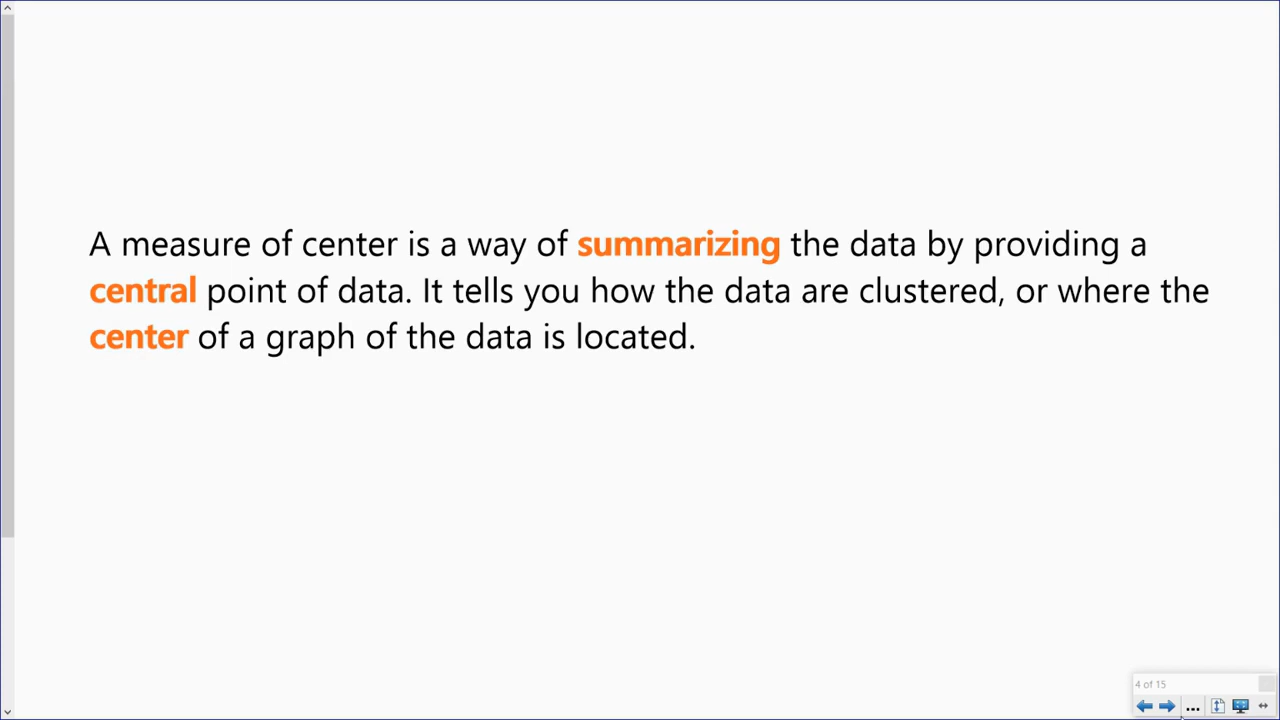 A measure of center is a way of summarizing the data by providing a
central point of data. It tells you how the data are clustered, or where the
center of a graph of the data is located.
4 of 15